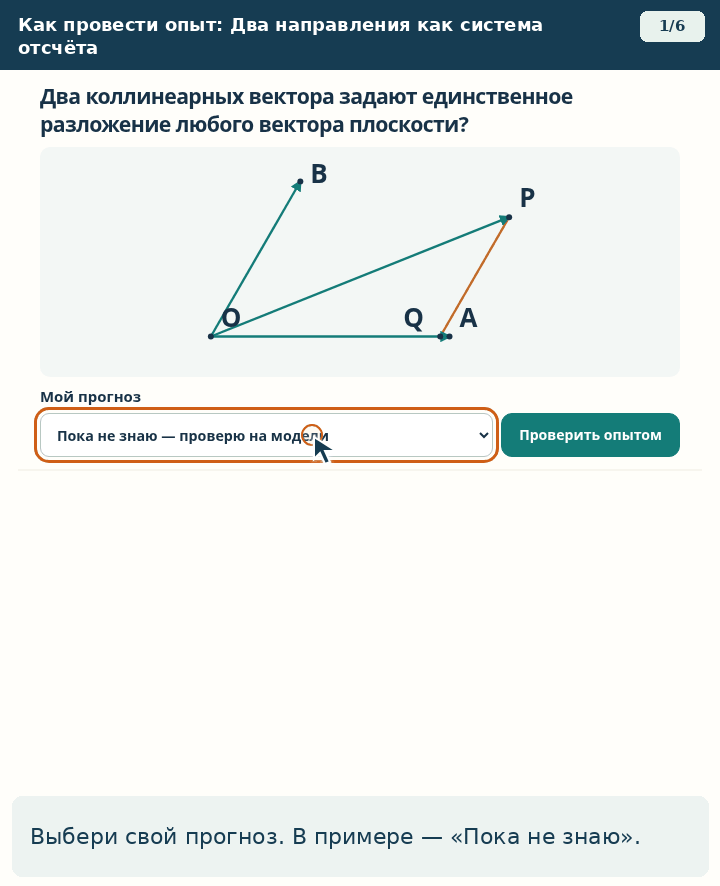 Как провести опыт: Два направления как система
отсчёта
1/6
Два коллинеарных вектора задают единственное
разложение любого вектора плоскости?
B
P
O
Q
A
Мой прогноз
Пока не знаю — проверю на модели
Проверить опытом
Выбери свой прогноз. В примере — «Пока не знаю».